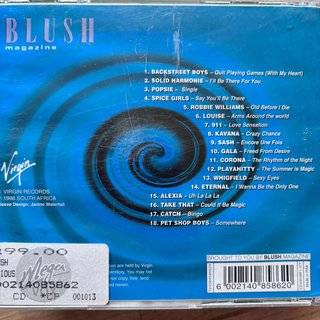 BLUSH
magazine
1. BACKSTREET BOYS - Quit Playing Games (With My Heart)
2. SOLID HARMONIE - I'll Be There For You
3. POPSIE - Single
4. SPICE GIRLS - Say You'll Be There
5. ROBBIE WILLIAMS - Old Before I Die
6. LOUISE - Arms Around the world
7. 911 - Love Sensation
8. KAVANA - Crazy Chance
9. SASH - Encore Une Fois
10. GALA - Freed From Desire
11. CORONA - The Rhythm of the Night
12. PLAYAHITTY - The Summer is Magic
13. WHIGFIELD - Sexy Eyes
14. ETERNAL - I Wanna Be the Only One
15. ALEXIA - Uh La La La
16. TAKE THAT - Could it Be Magic
17. CATCH - Bingo
18. PET SHOP BOYS - Somewhere
Virgin
VIRGIN RECORDS
1998 SOUTH AFRICA
Sleeve Design: Janine Waterfall
99.00
Mega
00214085862
CD
001013
BROUGHT TO YOU BY BLUSH MAGAZINE
6 002140 858620